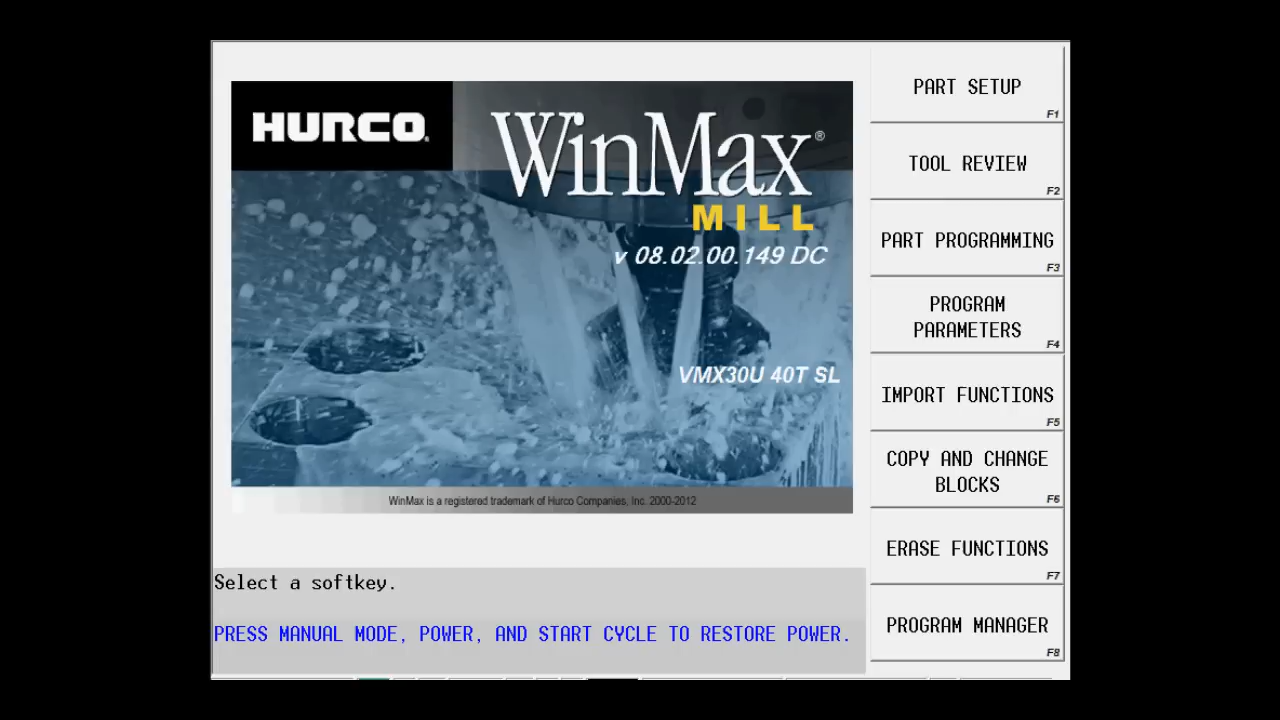 HURCO.
WinMax®
MILL
v 08.02.00.149 DC
VMX30U 40T SL
WinMax is a registered trademark of Hurco Companies, Inc. 2000-2012
Select a softkey.
PRESS MANUAL MODE, POWER, AND START CYCLE TO RESTORE POWER.
PART SETUP
F1
TOOL REVIEW
F2
PART PROGRAMMING
F3
PROGRAM
PARAMETERS
F4
IMPORT FUNCTIONS
F5
COPY AND CHANGE
BLOCKS
F6
ERASE FUNCTIONS
F7
PROGRAM MANAGER
F8